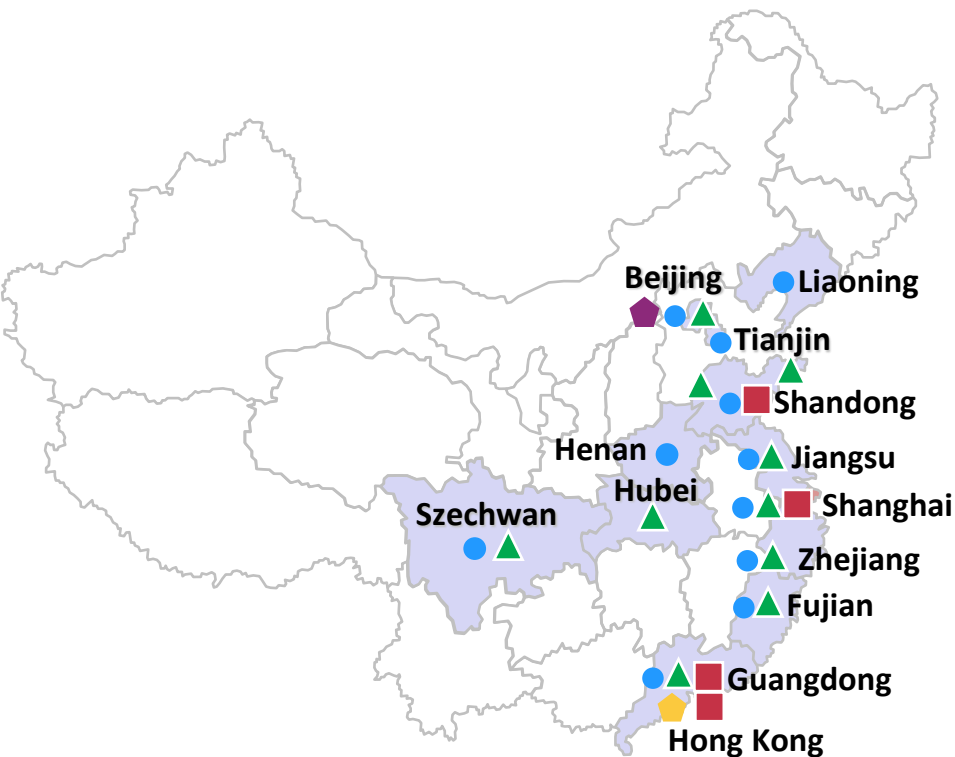 Beijing
Liaoning
Tianjin
Shandong
Henan
Jiangsu
Hubei
Shanghai
Szechwan
Zhejiang
Fujian
Guangdong
Hong Kong